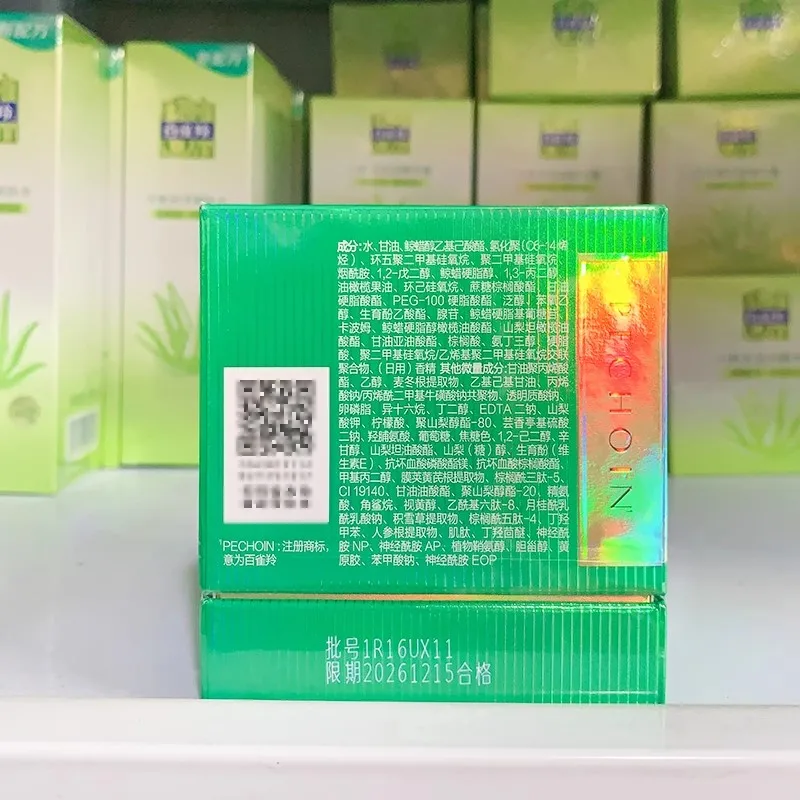 成分:水、甘油、鲸蜡醇乙基己酸酯、氢化聚(C6-14烯
烃)、环五聚二甲基硅氧烷、聚二甲基硅氧烷、
烟酰胺、1,2-戊二醇、鲸蜡硬脂醇、1,3-丙二醇、
油橄榄果油、环己硅氧烷、蔗糖棕榈酸酯、甘油
硬脂酸酯、PEG-100 硬脂酸酯、泛醇、苯氧乙
醇、生育酚乙酸酯、腺苷、鲸蜡硬脂基葡糖苷、
卡波姆、鲸蜡硬脂醇橄榄油酸酯、山梨坦橄榄油
酸酯、甘油亚油酸酯、棕榈酸、氨丁三醇、硬脂
酸、聚二甲基硅氧烷/乙烯基聚二甲基硅氧烷交联
聚合物、(日用)香精 其他微量成分:甘油聚丙烯酸
酯、乙醇、麦冬根提取物、乙基己基甘油、丙烯
酸钠/丙烯酰二甲基牛磺酸钠共聚物、透明质酸钠、
卵磷脂、异十六烷、丁二醇、EDTA 二钠、山梨
酸钾、柠檬酸、聚山梨醇酯-80、芸香亭基硫酸
二钠、羟脯氨酸、葡萄糖、焦糖色、1,2-己二醇、辛
甘醇、山梨坦油酸酯、山梨(糖)醇、生育酚(维
生素E)、抗坏血酸磷酸酯镁、抗坏血酸棕榈酸酯、
甲基丙二醇、膜荚黄芪根提取物、棕榈酰三肽-5、
CI 19140、甘油油酸酯、聚山梨醇酯-20、精氨
酸、角鲨烷、视黄醇、乙酰基六肽-8、月桂酰乳
酰乳酸钠、积雪草提取物、棕榈酰五肽-4、丁羟
甲苯、人参根提取物、肌肽、丁羟茴醚、神经酰
胺 NP、神经酰胺 AP、植物鞘氨醇、胆甾醇、黄
原胶、苯甲酸钠、神经酰胺 EOP
¹PECHOIN:注册商标,
意为百雀羚
PECHOIN
批号1R16UX11
限期20261215合格